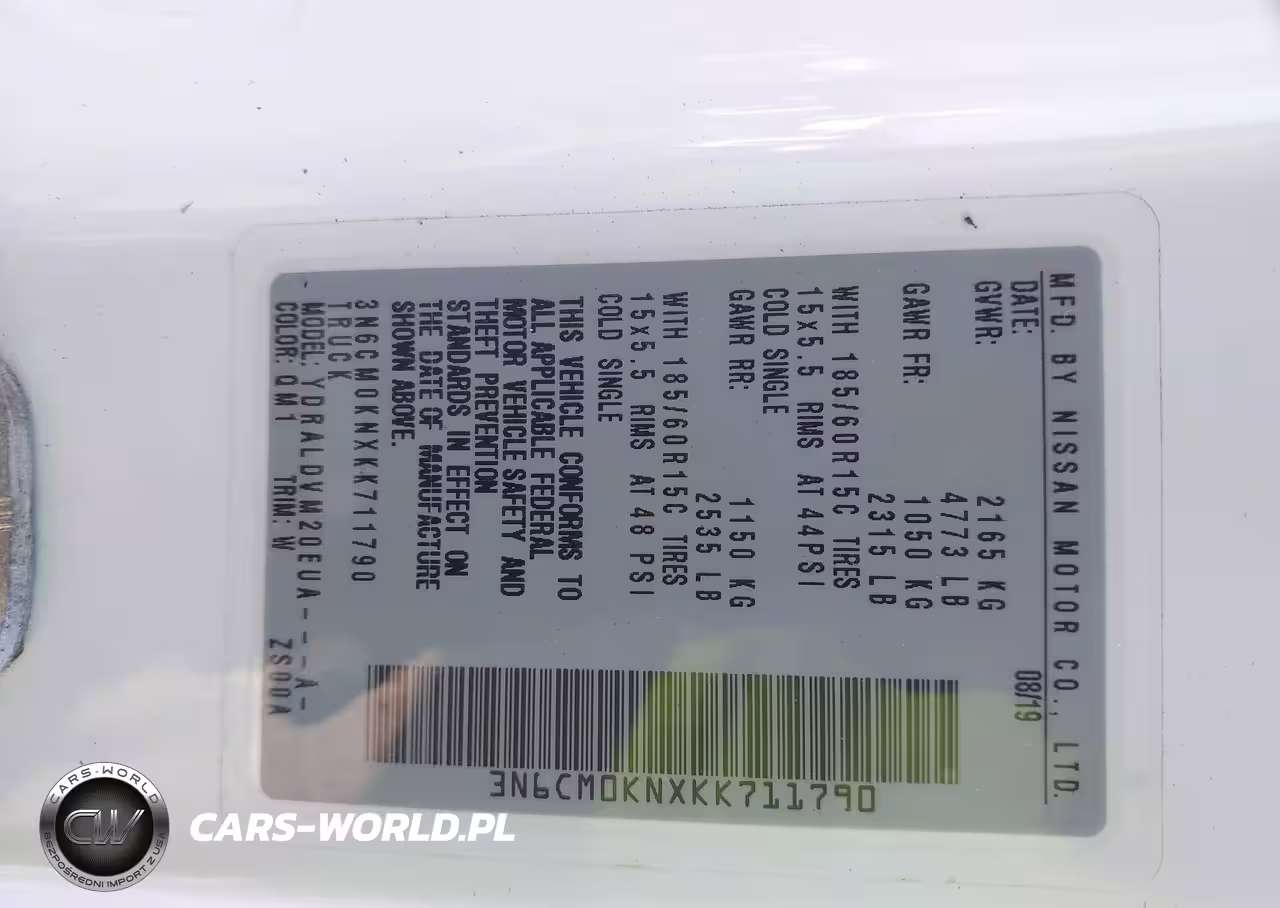 MFD. BY NISSAN MOTOR CO., LTD.
DATE: 08/19
GVWR: 2165 KG
4773 LB
GAWR FR: 1050 KG
2315 LB
WITH 185/60R15C TIRES
15x5.5 RIMS AT 44PSI
COLD SINGLE
GAWR RR: 1150 KG
2535 LB
WITH 185/60R15C TIRES
15x5.5 RIMS AT 48 PSI
COLD SINGLE
THIS VEHICLE CONFORMS TO
ALL APPLICABLE FEDERAL
MOTOR VEHICLE SAFETY AND
THEFT PREVENTION
STANDARDS IN EFFECT ON
THE DATE OF MANUFACTURE
SHOWN ABOVE.
3N6CM0KNXKK711790
TRUCK
MODEL: YDRALDVM20EUA---A-
COLOR: QM1 TRIM: W ZS00A
3N6CM0KNXKK711790
CARS-WORLD
CW
BEZPOŚREDNI IMPORT Z USA
CARS-WORLD.PL